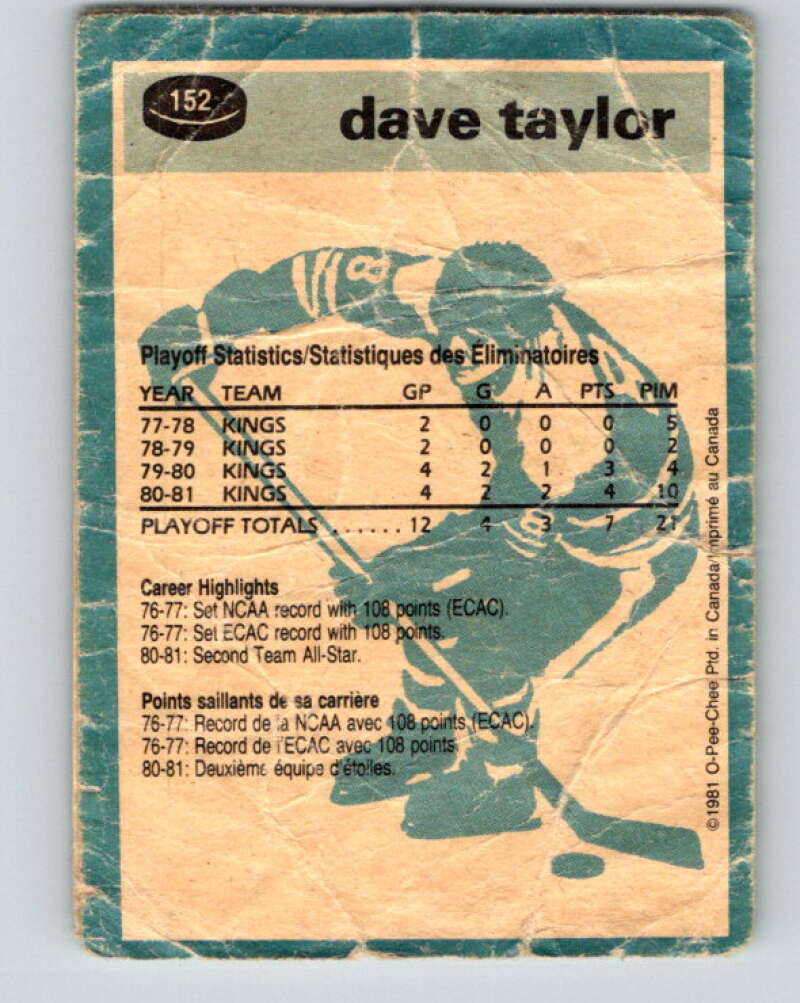 152
dave taylor
Playoff Statistics/Statistiques des Éliminatoires
YEAR TEAM GP G A PTS PIM
77-78 KINGS 2 0 0 0 5
78-79 KINGS 2 0 0 0 2
79-80 KINGS 4 2 1 3 4
80-81 KINGS 4 2 2 4 10
PLAYOFF TOTALS ...... 12 4 3 7 21
Career Highlights
76-77: Set NCAA record with 108 points (ECAC).
76-77: Set ECAC record with 108 points.
80-81: Second Team All-Star.
Points saillants de sa carrière
76-77: Record de la NCAA avec 108 points (ECAC).
76-77: Record de l'ECAC avec 108 points.
80-81: Deuxième équipe d'étoiles.
©1981 O-Pee-Chee Ptd. in Canada/Imprimé au Canada